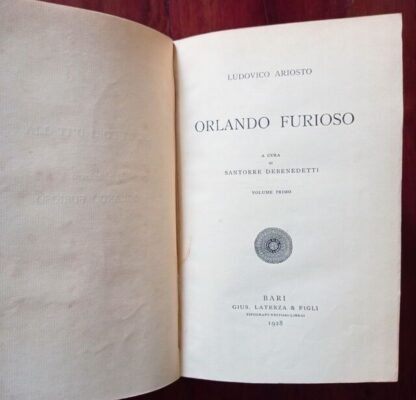 LUDOVICO ARIOSTO
ORLANDO FURIOSO
A CURA
DI
SANTORRE DEBENEDETTI
VOLUME PRIMO
BARI
GIUS. LATERZA & FIGLI
TIPOGRAFI-EDITORI-LIBRAI
1928